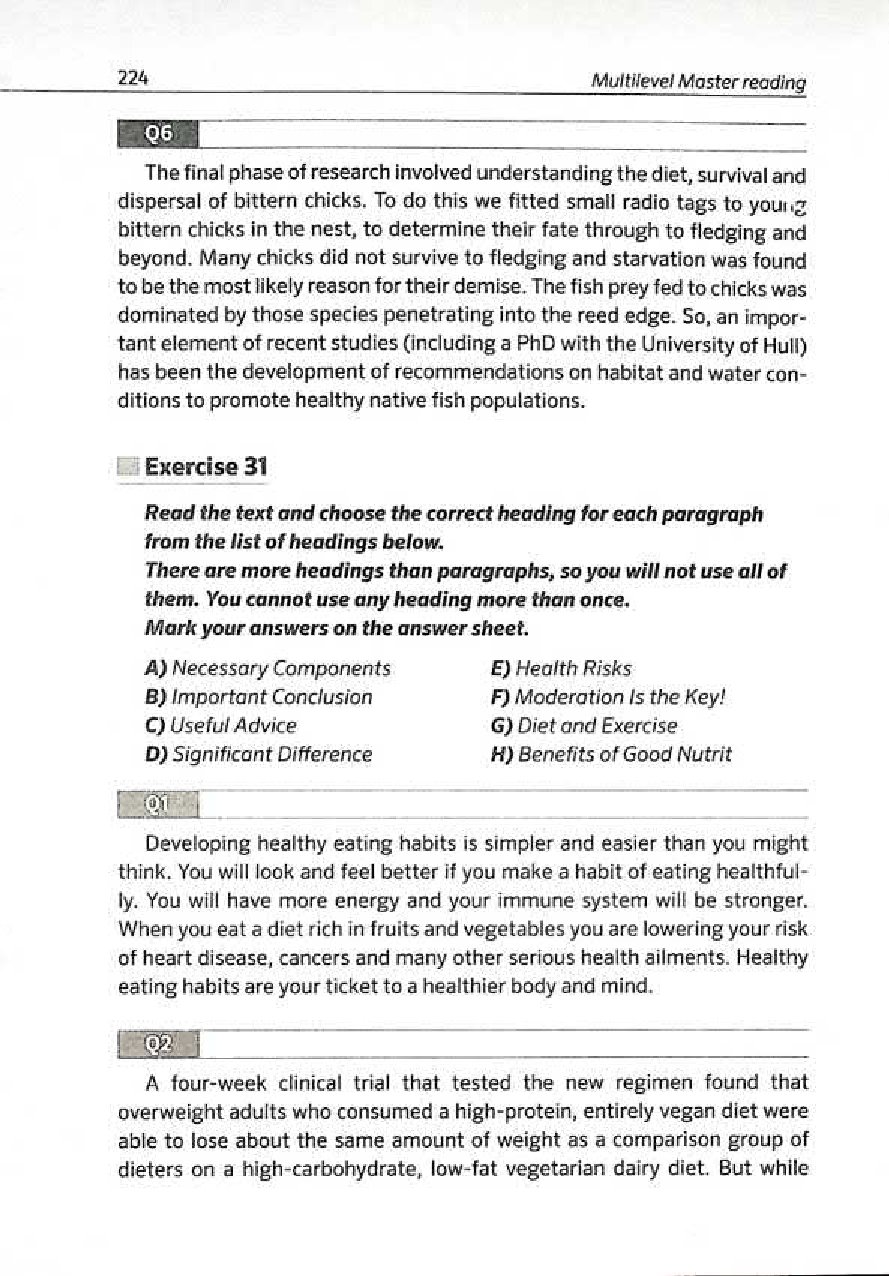 224
Multilevel Master reading
Q6
The final phase of research involved understanding the diet, survival and
dispersal of bittern chicks. To do this we fitted small radio tags to young
bittern chicks in the nest, to determine their fate through to fledging and
beyond. Many chicks did not survive to fledging and starvation was found
to be the most likely reason for their demise. The fish prey fed to chicks was
dominated by those species penetrating into the reed edge. So, an impor-
tant element of recent studies (including a PhD with the University of Hull)
has been the development of recommendations on habitat and water con-
ditions to promote healthy native fish populations.
Exercise 31
Read the text and choose the correct heading for each paragraph
from the list of headings below.
There are more headings than paragraphs, so you will not use all of
them. You cannot use any heading more than once.
Mark your answers on the answer sheet.
A) Necessary Components
B) Important Conclusion
C) Useful Advice
D) Significant Difference
E) Health Risks
F) Moderation Is the Key!
G) Diet and Exercise
H) Benefits of Good Nutrit
Q1
Developing healthy eating habits is simpler and easier than you might
think. You will look and feel better if you make a habit of eating healthful-
ly. You will have more energy and your immune system will be stronger.
When you eat a diet rich in fruits and vegetables you are lowering your risk
of heart disease, cancers and many other serious health ailments. Healthy
eating habits are your ticket to a healthier body and mind.
Q2
A four-week clinical trial that tested the new regimen found that
overweight adults who consumed a high-protein, entirely vegan diet were
able to lose about the same amount of weight as a comparison group of
dieters on a high-carbohydrate, low-fat vegetarian dairy diet. But while